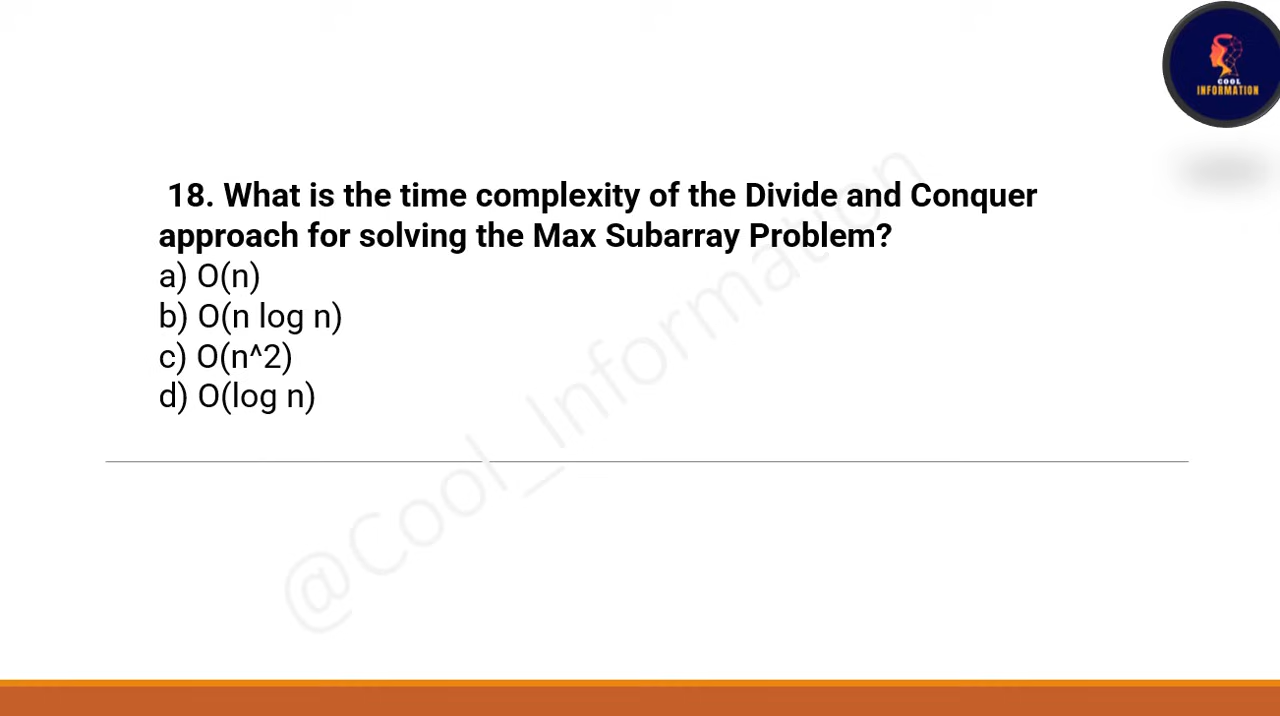 COOL
INFORMATION
18. What is the time complexity of the Divide and Conquer
approach for solving the Max Subarray Problem?
a) O(n)
b) O(n log n)
c) O(n^2)
d) O(log n)
@Cool_Information